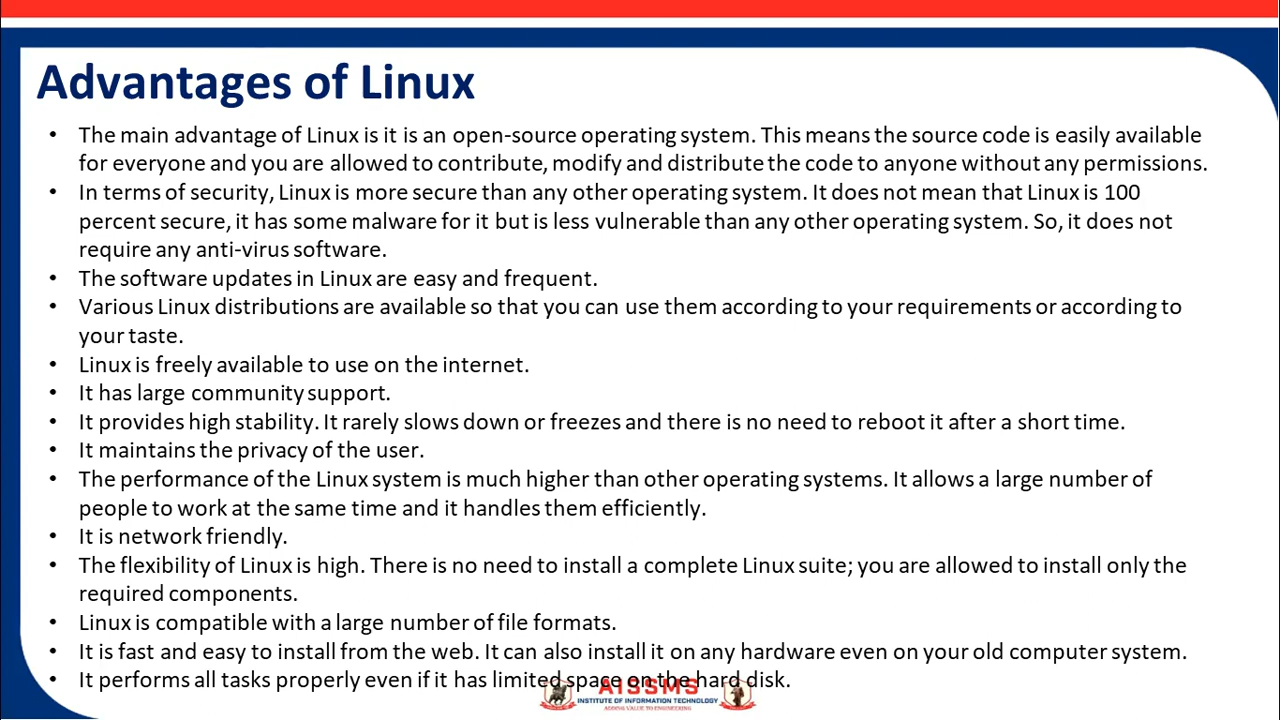 Advantages of Linux
• The main advantage of Linux is it is an open-source operating system. This means the source code is easily available
for everyone and you are allowed to contribute, modify and distribute the code to anyone without any permissions.
• In terms of security, Linux is more secure than any other operating system. It does not mean that Linux is 100
percent secure, it has some malware for it but is less vulnerable than any other operating system. So, it does not
require any anti-virus software.
• The software updates in Linux are easy and frequent.
• Various Linux distributions are available so that you can use them according to your requirements or according to
your taste.
• Linux is freely available to use on the internet.
• It has large community support.
• It provides high stability. It rarely slows down or freezes and there is no need to reboot it after a short time.
• It maintains the privacy of the user.
• The performance of the Linux system is much higher than other operating systems. It allows a large number of
people to work at the same time and it handles them efficiently.
• It is network friendly.
• The flexibility of Linux is high. There is no need to install a complete Linux suite; you are allowed to install only the
required components.
• Linux is compatible with a large number of file formats.
• It is fast and easy to install from the web. It can also install it on any hardware even on your old computer system.
• It performs all tasks properly even if it has limited space on the hard disk.
AISSMS
INSTITUTE OF INFORMATION TECHNOLOGY
ADDING VALUE TO ENGINEERING